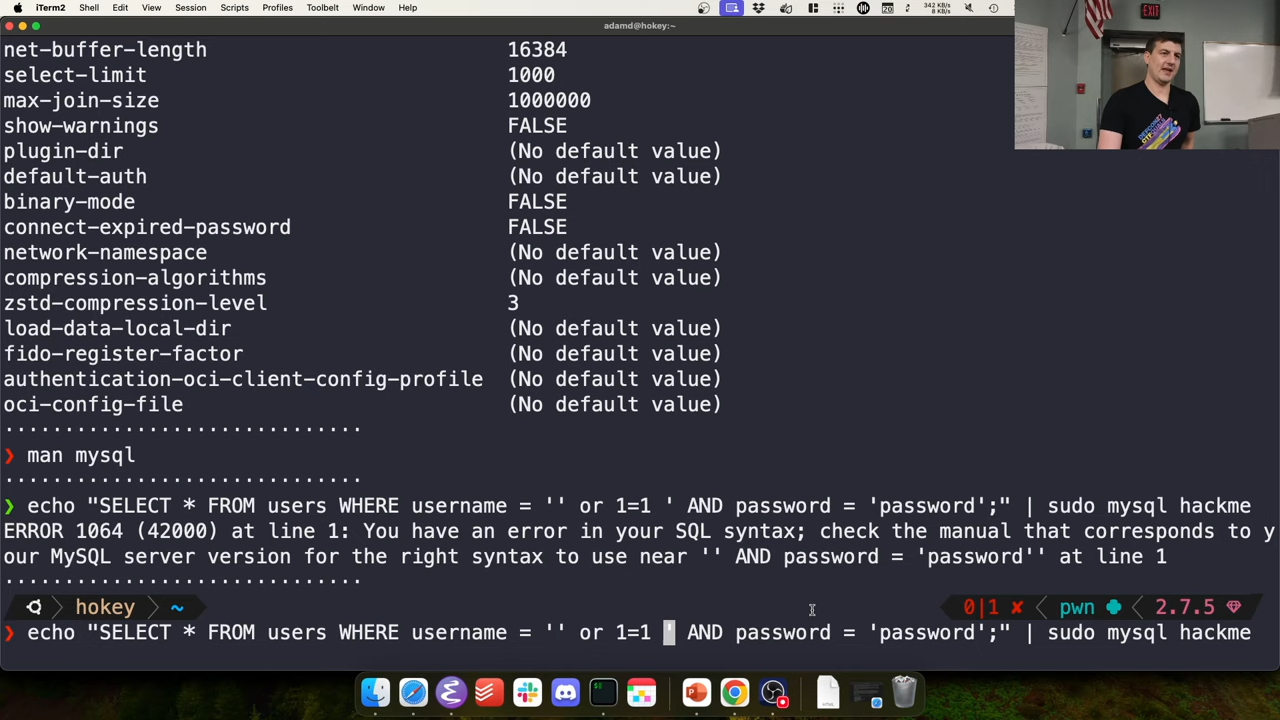 iTerm2 Shell Edit View Session Scripts Profiles Toolbelt Window Help 20 342 KB/s 8 KB/s
adamd@hokey:~
EXIT
net-buffer-length 16384
select-limit 1000
max-join-size 1000000
show-warnings FALSE
plugin-dir (No default value)
default-auth (No default value)
binary-mode FALSE
connect-expired-password FALSE
network-namespace (No default value)
compression-algorithms (No default value)
zstd-compression-level 3
load-data-local-dir (No default value)
fido-register-factor (No default value)
authentication-oci-client-config-profile (No default value)
oci-config-file (No default value)
..............................
❯ man mysql
..............................
❯ echo "SELECT * FROM users WHERE username = '' or 1=1 ' AND password = 'password';" | sudo mysql hackme
ERROR 1064 (42000) at line 1: You have an error in your SQL syntax; check the manual that corresponds to y
our MySQL server version for the right syntax to use near '' AND password = 'password'' at line 1
..............................
hokey ~ 0|1 ✘ pwn 2.7.5
❯ echo "SELECT * FROM users WHERE username = '' or 1=1 ' AND password = 'password';" | sudo mysql hackme